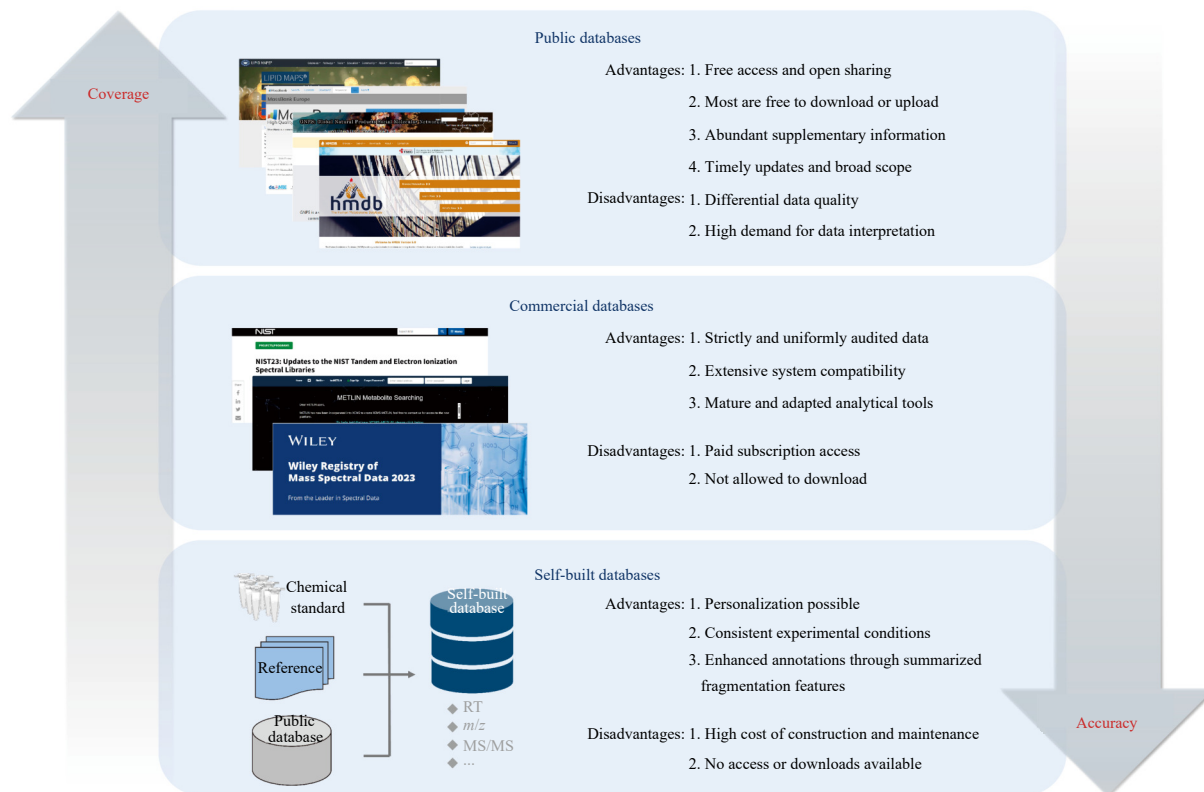 Coverage
Public databases
LIPID MAPS®
LIPID MAPS®
MassBank Europe
hmdb
Advantages: 1. Free access and open sharing
2. Most are free to download or upload
3. Abundant supplementary information
4. Timely updates and broad scope
Disadvantages: 1. Differential data quality
2. High demand for data interpretation
Commercial databases
NIST
NIST23: Updates to the NIST Tandem and Electron Ionization
Spectral Libraries
METLIN Metabolite Searching
WILEY
Wiley Registry of
Mass Spectral Data 2023
From the Leader in Spectral Data
Advantages: 1. Strictly and uniformly audited data
2. Extensive system compatibility
3. Mature and adapted analytical tools
Disadvantages: 1. Paid subscription access
2. Not allowed to download
Self-built databases
Chemical
standard
Reference
Public
database
Self-built
database
RT
m/z
MS/MS
...
Advantages: 1. Personalization possible
2. Consistent experimental conditions
3. Enhanced annotations through summarized
fragmentation features
Disadvantages: 1. High cost of construction and maintenance
2. No access or downloads available
Accuracy